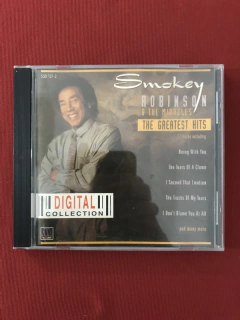 Smokey
ROBINSON
& THE MIRACLES
THE GREATEST HITS
including
Being With You
The Tears Of A Clown
I Second That Emotion
The Tracks Of My Tears
I Don't Blame You At All
and many more
DIGITAL
COLLECTION